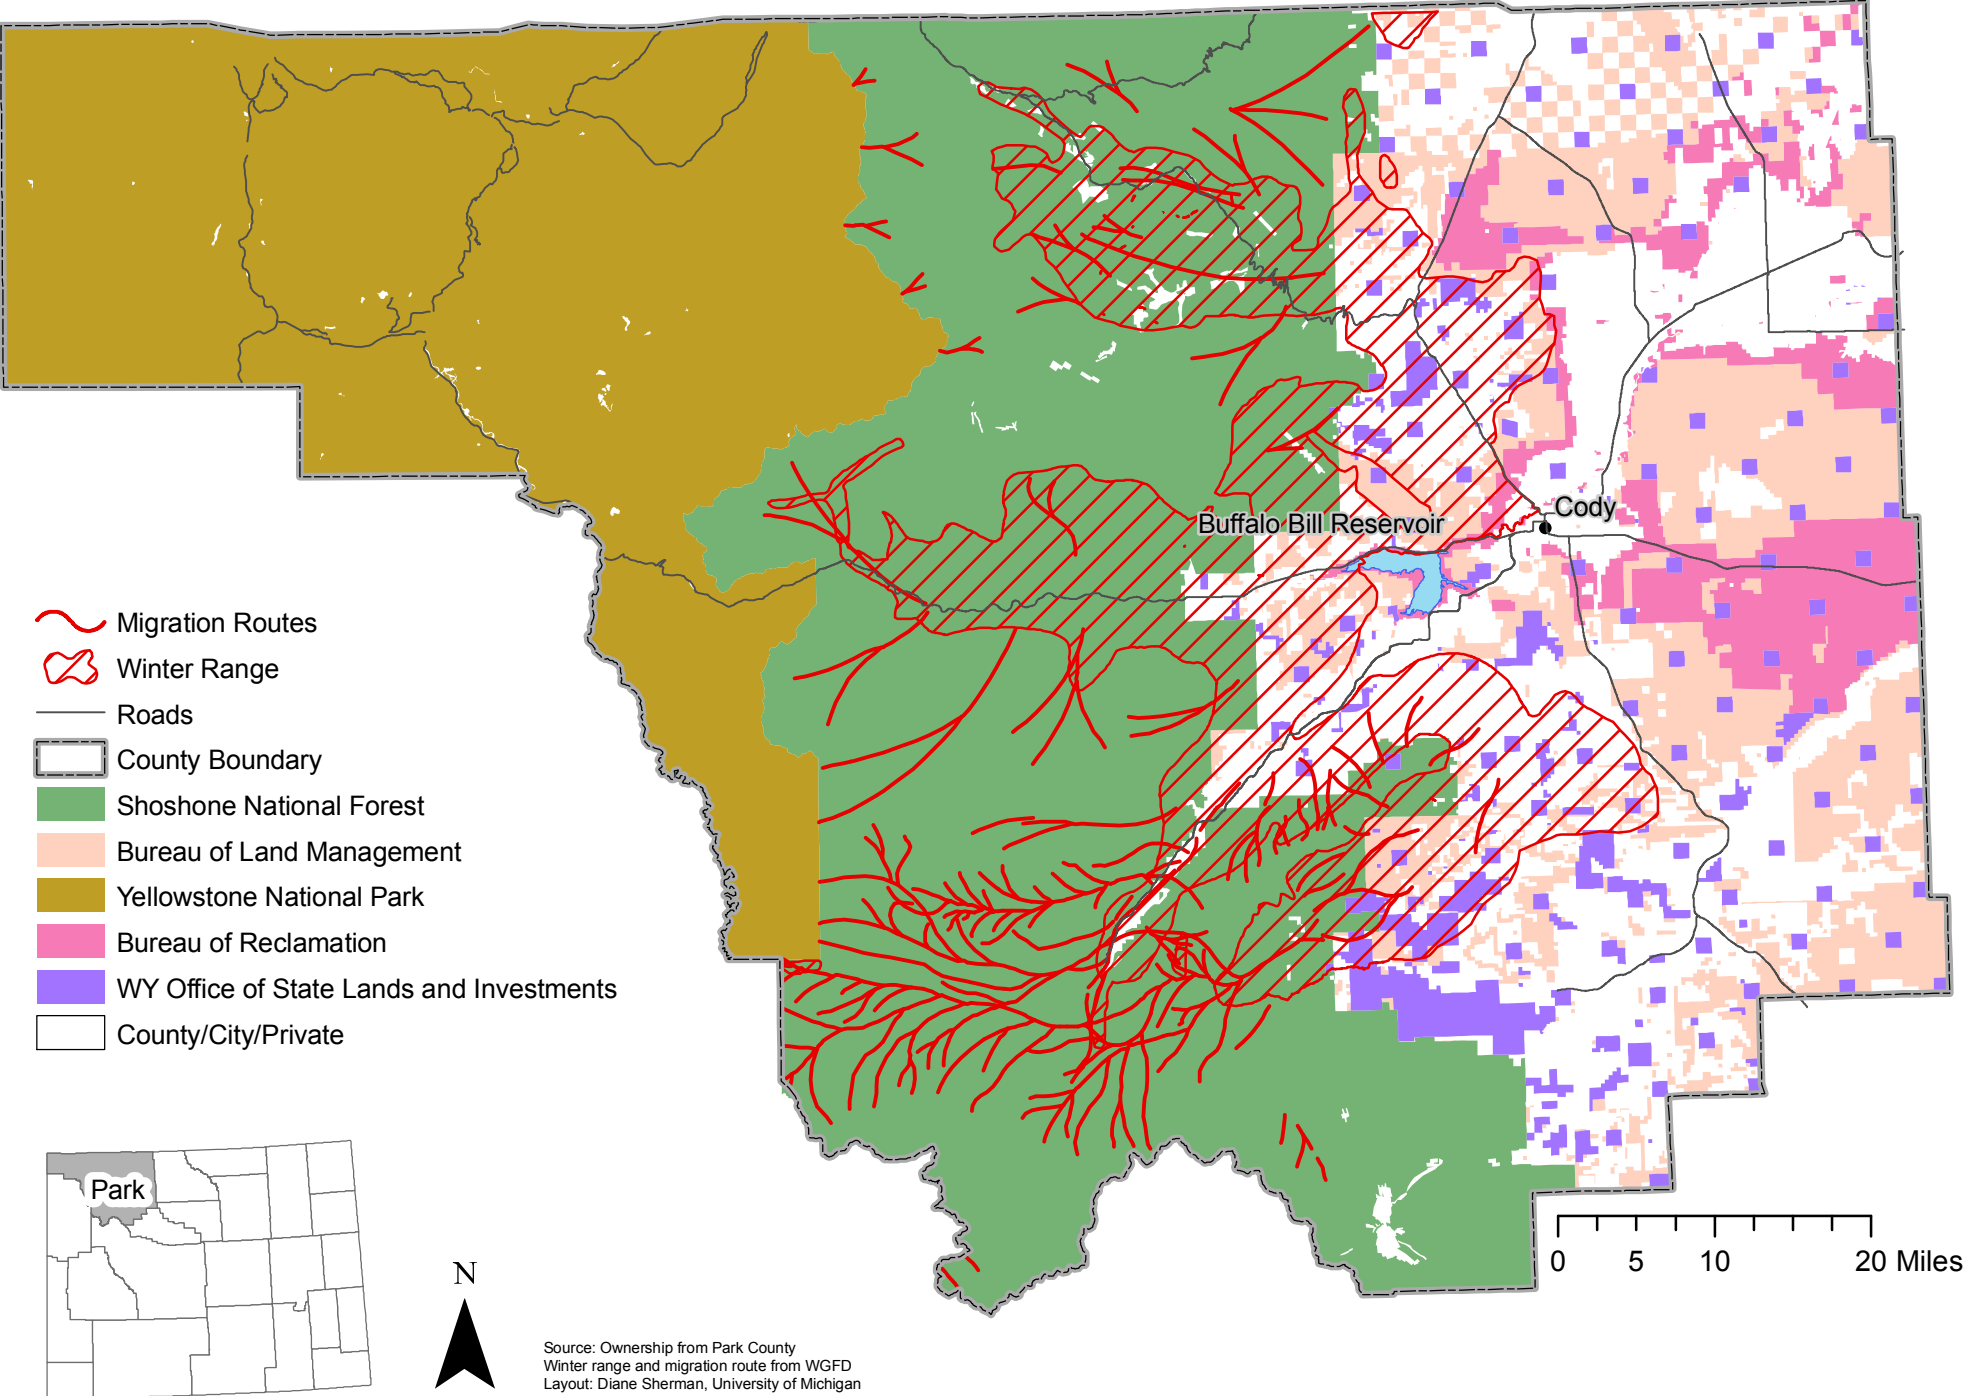 Buffalo Bill Reservoir
Cody
Migration Routes
Winter Range
Roads
County Boundary
Shoshone National Forest
Bureau of Land Management
Yellowstone National Park
Bureau of Reclamation
WY Office of State Lands and Investments
County/City/Private
Park
N
0 5 10 20 Miles
Source: Ownership from Park County
Winter range and migration route from WGFD
Layout: Diane Sherman, University of Michigan